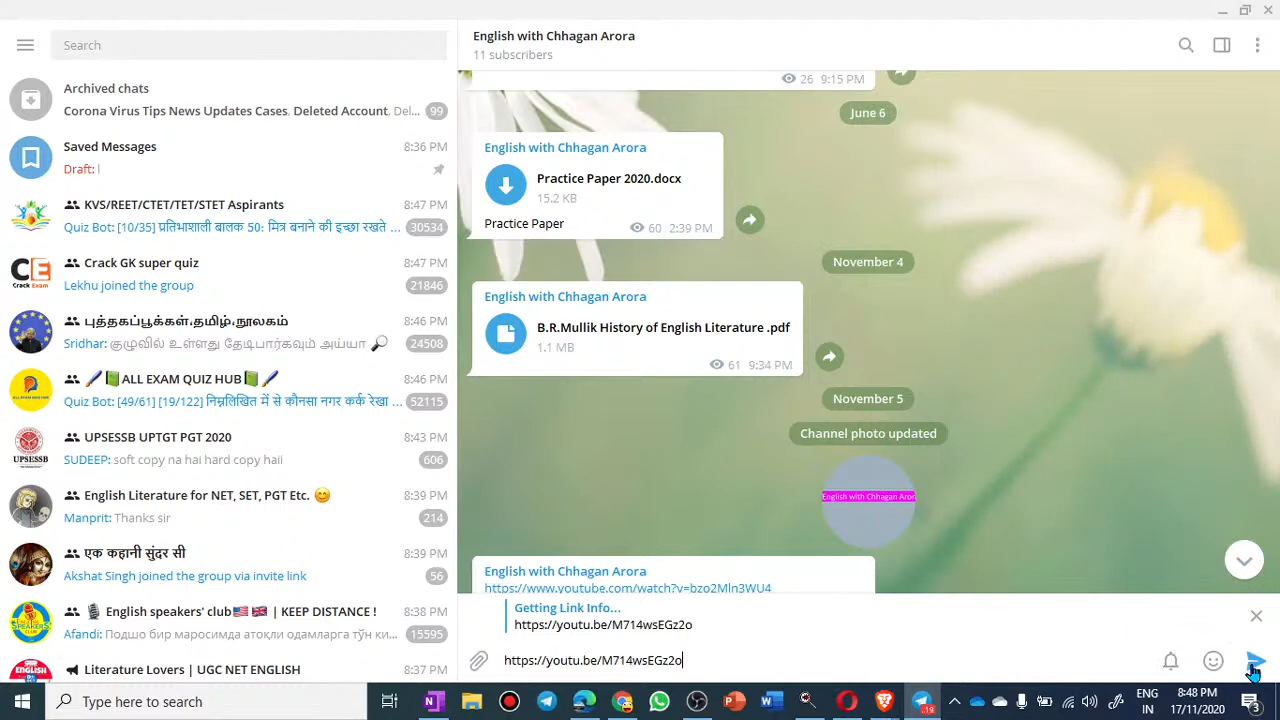 Search
Archived chats
Corona Virus Tips News Updates Cases, Deleted Account, Del...
99
Saved Messages
8:36 PM
Draft: l
KVS/REET/CTET/TET/STET Aspirants
8:47 PM
Quiz Bot: [10/35] प्रतिभाशाली बालक 50ः मित्र बनाने की इच्छा रखते ...
30534
Crack GK super quiz
8:47 PM
CE
Crack Exam
Lekhu joined the group
21846
புத்தகப்பூக்கள்.தமிழ்.நூலகம்
8:46 PM
Sridhar: குழுவில் உள்ளது தேடிபார்கவும் அய்யா 🔎
24508
🖊📗ALL EXAM QUIZ HUB📗🖊
8:46 PM
Quiz Bot: [49/61] [19/122] निम्नलिखित में से कौनसा नगर कर्क रेखा ...
52115
UPSESSB UPTGT PGT 2020
8:43 PM
UPSESSB
SUDEEP: soft copy na hai hard copy haii
606
English Literature for NET, SET, PGT Etc. 😊
8:39 PM
Manprit: Thanks sir
214
एक कहानी सुंदर सी
8:39 PM
Akshat Singh joined the group via invite link
56
🎙 English speakers' club🇺🇸 🇬🇧 | KEEP DISTANCE !
8:38 PM
Afandi: Подшо бир маросимда атоқли одамларга тўн ки...
15595
Literature Lovers | UGC NET ENGLISH
8:37 PM
ENGLISH
English with Chhagan Arora
11 subscribers
26 9:15 PM
June 6
English with Chhagan Arora
Practice Paper 2020.docx
15.2 KB
Practice Paper
60 2:39 PM
November 4
English with Chhagan Arora
B.R.Mullik History of English Literature .pdf
1.1 MB
61 9:34 PM
November 5
Channel photo updated
English with Chhagan Aror
English with Chhagan Arora
https://www.youtube.com/watch?v=bzo2Mln3WU4
Getting Link Info...
https://youtu.be/M714wsEGz2o
https://youtu.be/M714wsEGz2o
Type here to search
.19
ENG
IN
8:48 PM
17/11/2020
3